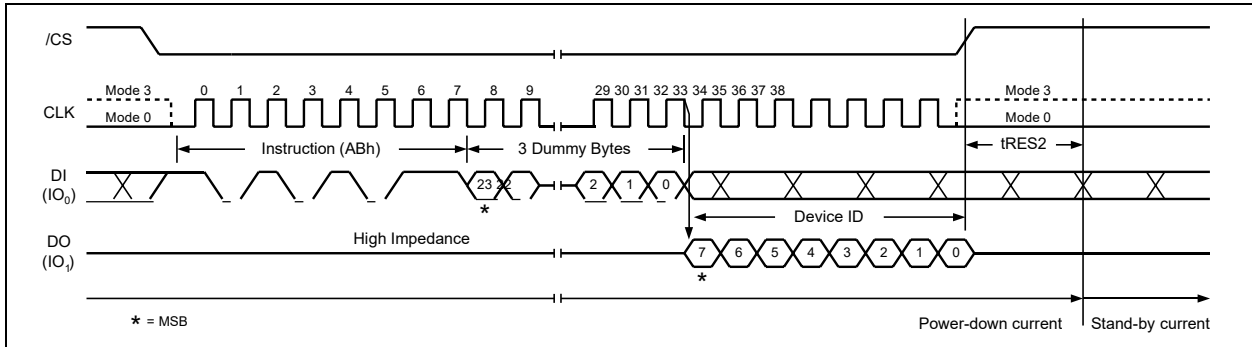 /CS
Mode 3
0 1 2 3 4 5 6 7 8 9 29 30 31 32 33 34 35 36 37 38
Mode 3
CLK
Mode 0
Mode 0
Instruction (ABh)
3 Dummy Bytes
tRES2
DI
(IO0)
23 22 2 1 0
*
Device ID
DO
(IO1)
High Impedance
7 6 5 4 3 2 1 0
*
* = MSB
Power-down current
Stand-by current